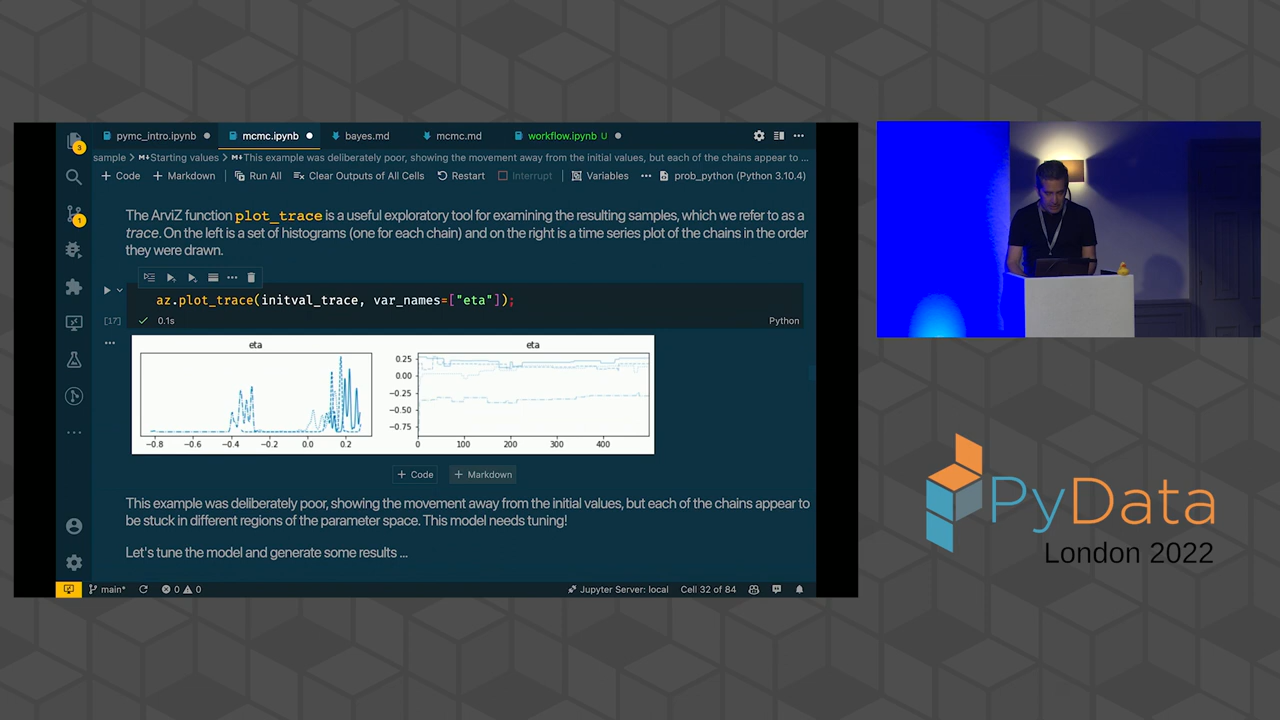 pymc_intro.ipynb
mcmc.ipynb
bayes.md
mcmc.md
workflow.ipynb U
sample > Starting values > This example was deliberately poor, showing the movement away from the initial values, but each of the chains appear to ...
+ Code + Markdown Run All Clear Outputs of All Cells Restart Interrupt Variables ... prob_python (Python 3.10.4)
The ArviZ function plot_trace is a useful exploratory tool for examining the resulting samples, which we refer to as a
trace. On the left is a set of histograms (one for each chain) and on the right is a time series plot of the chains in the order
they were drawn.
az.plot_trace(initval_trace, var_names=["eta"]);
[17] 0.1s Python
eta
−0.8 −0.6 −0.4 −0.2 0.0 0.2
eta
0.25
0.00
−0.25
−0.50
−0.75
0 100 200 300 400
+ Code + Markdown
This example was deliberately poor, showing the movement away from the initial values, but each of the chains appear to
be stuck in different regions of the parameter space. This model needs tuning!
Let's tune the model and generate some results ...
main* 0 0 Jupyter Server: local Cell 32 of 84
3
1
PyData
London 2022